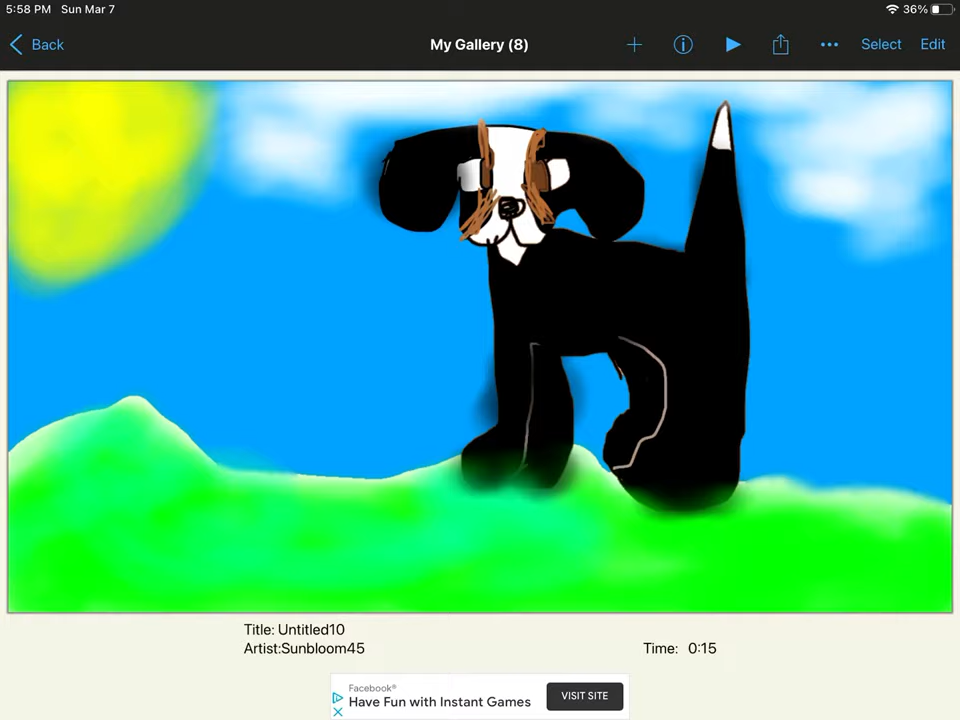 5:58 PM Sun Mar 7 36%
Back My Gallery (8) Select Edit
Title: Untitled10
Artist:Sunbloom45 Time: 0:15
Facebook®
Have Fun with Instant Games
VISIT SITE